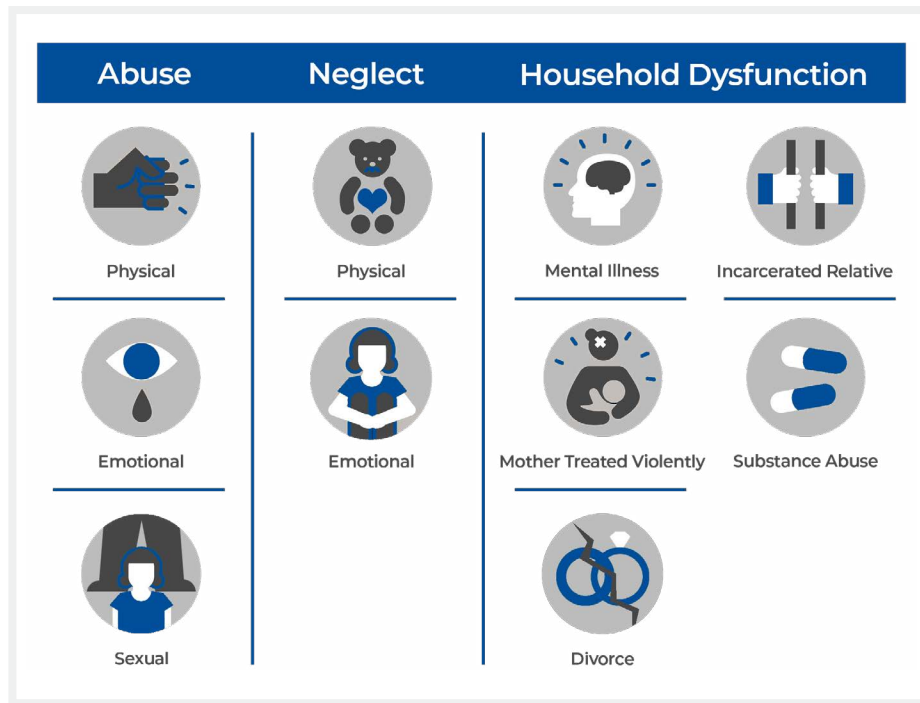 Abuse
Neglect
Household Dysfunction
Physical
Physical
Mental Illness
Incarcerated Relative
Emotional
Emotional
Mother Treated Violently
Substance Abuse
Sexual
Divorce